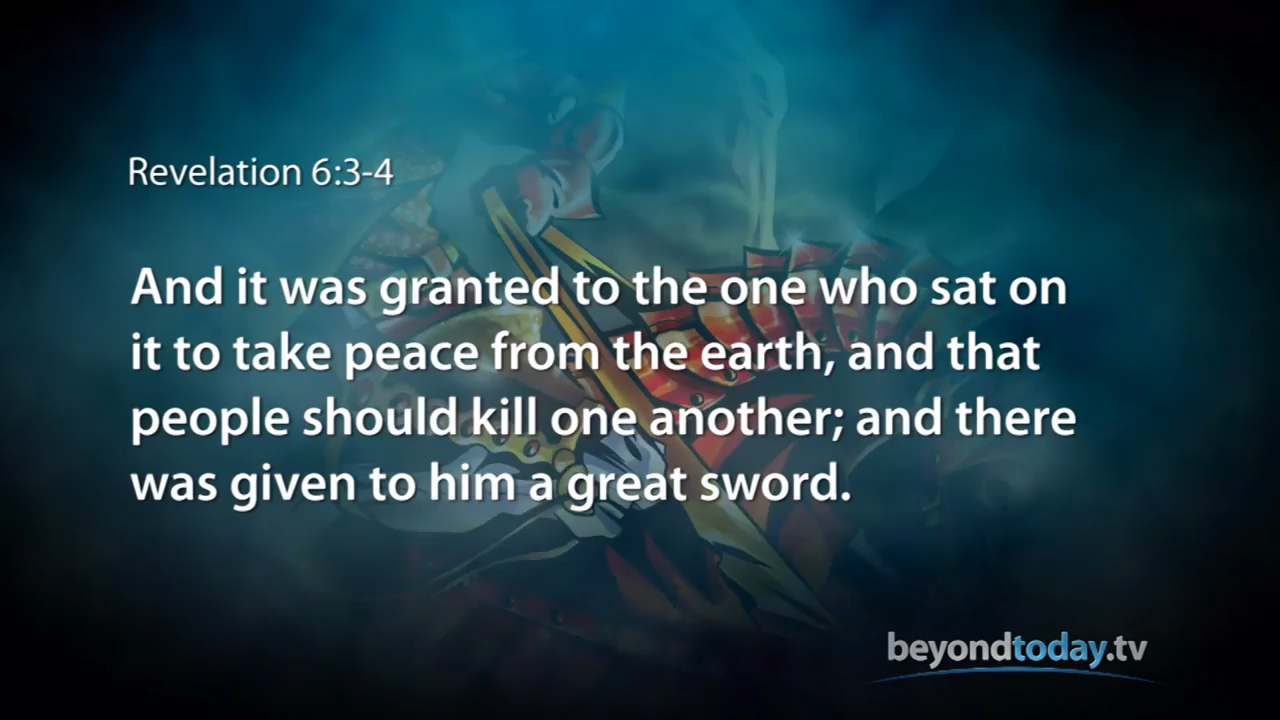 Revelation 6:3-4
And it was granted to the one who sat on
it to take peace from the earth, and that
people should kill one another; and there
was given to him a great sword.
beyondtoday.tv